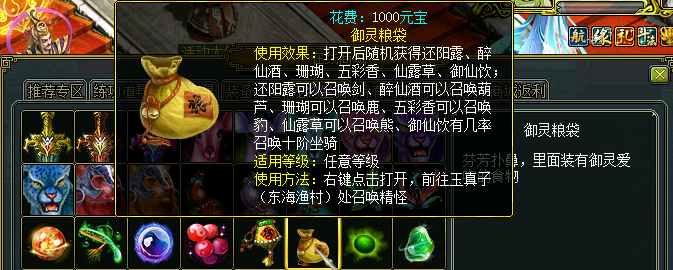 花费：1000元宝
御灵粮袋
使用效果：打开后随机获得还阳露、醉
仙酒、珊瑚、五彩香、仙露草、御仙饮；
还阳露可以召唤剑、醉仙酒可以召唤葫
芦、珊瑚可以召唤鹿、五彩香可以召唤
豹、仙露草可以召唤熊、御仙饮有几率
召唤十阶坐骑
适用等级：任意等级
使用方法：右键点击打开，前往玉真子
（东海渔村）处召唤精怪
推荐专区
练功道
装备
商城返利
御灵粮袋
芬芳扑鼻，里面装有御灵爱
食物